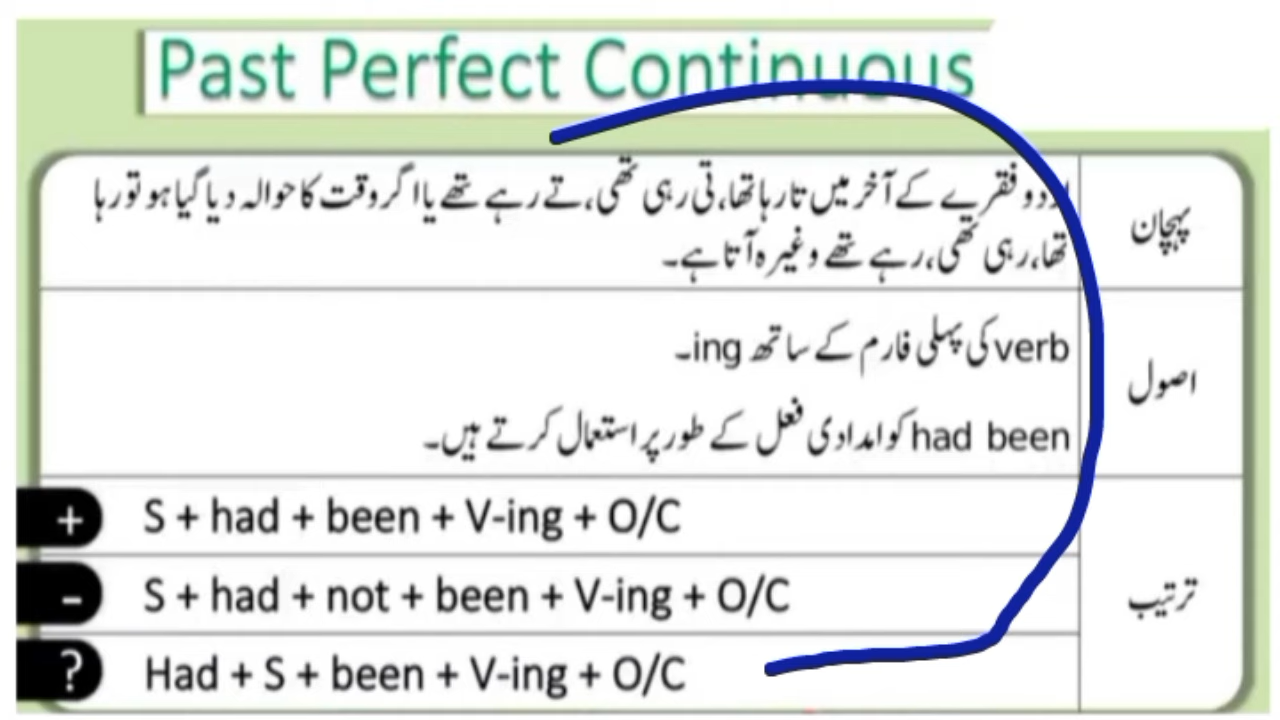 Past Perfect Continuous
پہچان
اردو فقرے کے آخر میں تا رہا تھا، تی رہی تھی، تے رہے تھے یا اگر وقت کا حوالہ دیا گیا ہو تو رہا
تھا، رہی تھی، رہے تھے وغیرہ آتا ہے۔
اصول
verb کی پہلی فارم کے ساتھ ing۔
had been کو امدادی فعل کے طور پر استعمال کرتے ہیں۔
ترتیب
+ S + had + been + V-ing + O/C
- S + had + not + been + V-ing + O/C
? Had + S + been + V-ing + O/C